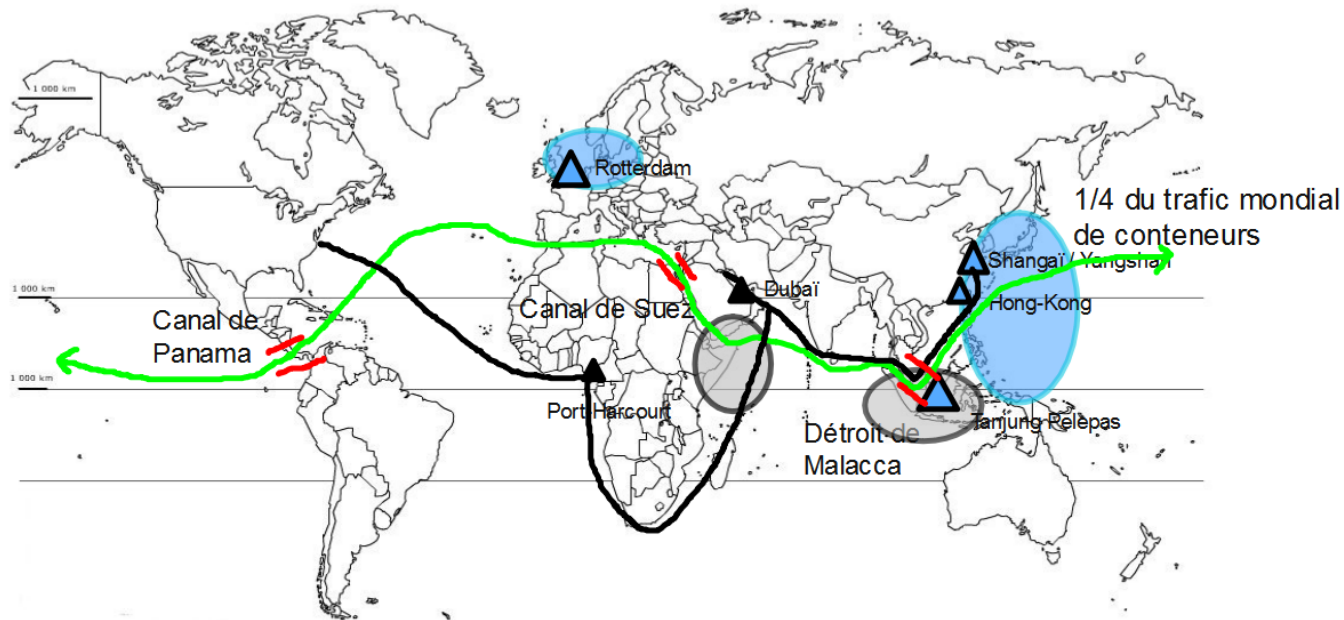 1 000 km
Rotterdam
1/4 du trafic mondial
de conteneurs
Shangaï / Yangshan
Dubaï
1 000 km
Hong-Kong
Canal de Suez
Canal de
Panama
1 000 km
Port-Harcourt
Tanjung Pelepas
Détroit de
Malacca